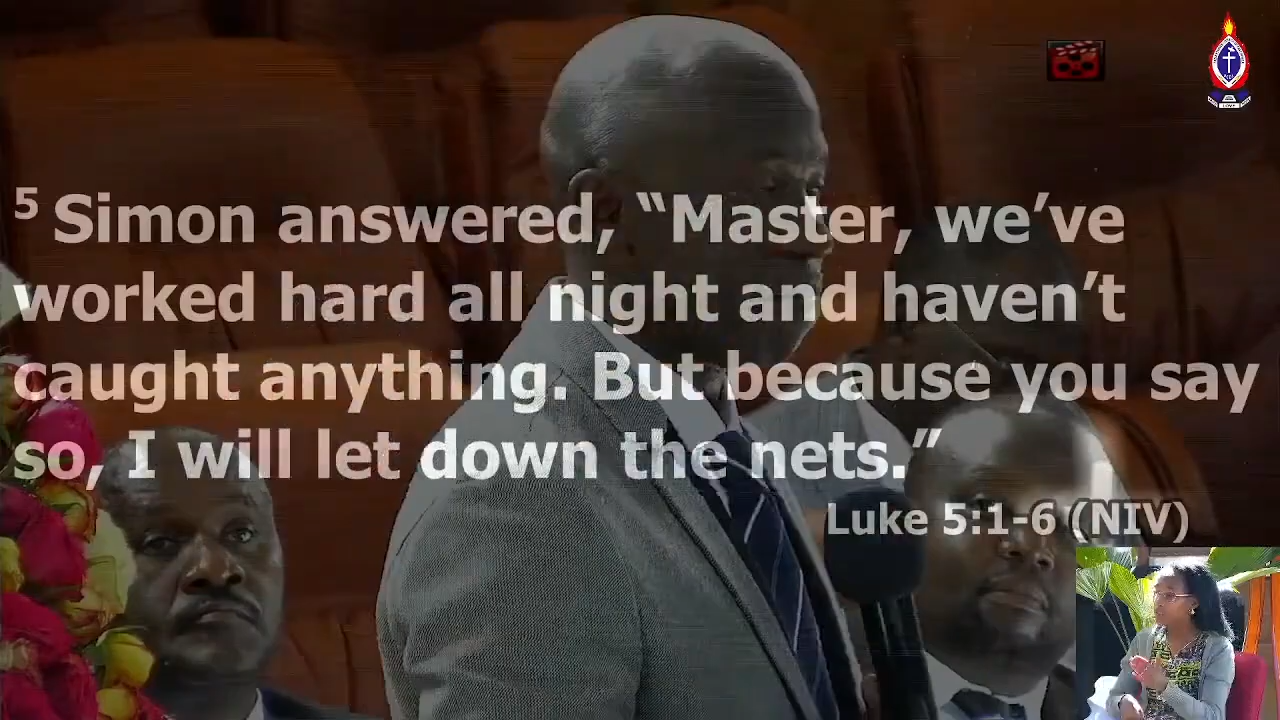 5 Simon answered, “Master, we’ve
worked hard all night and haven’t
caught anything. But because you say
so, I will let down the nets.”
Luke 5:1-6 (NIV)